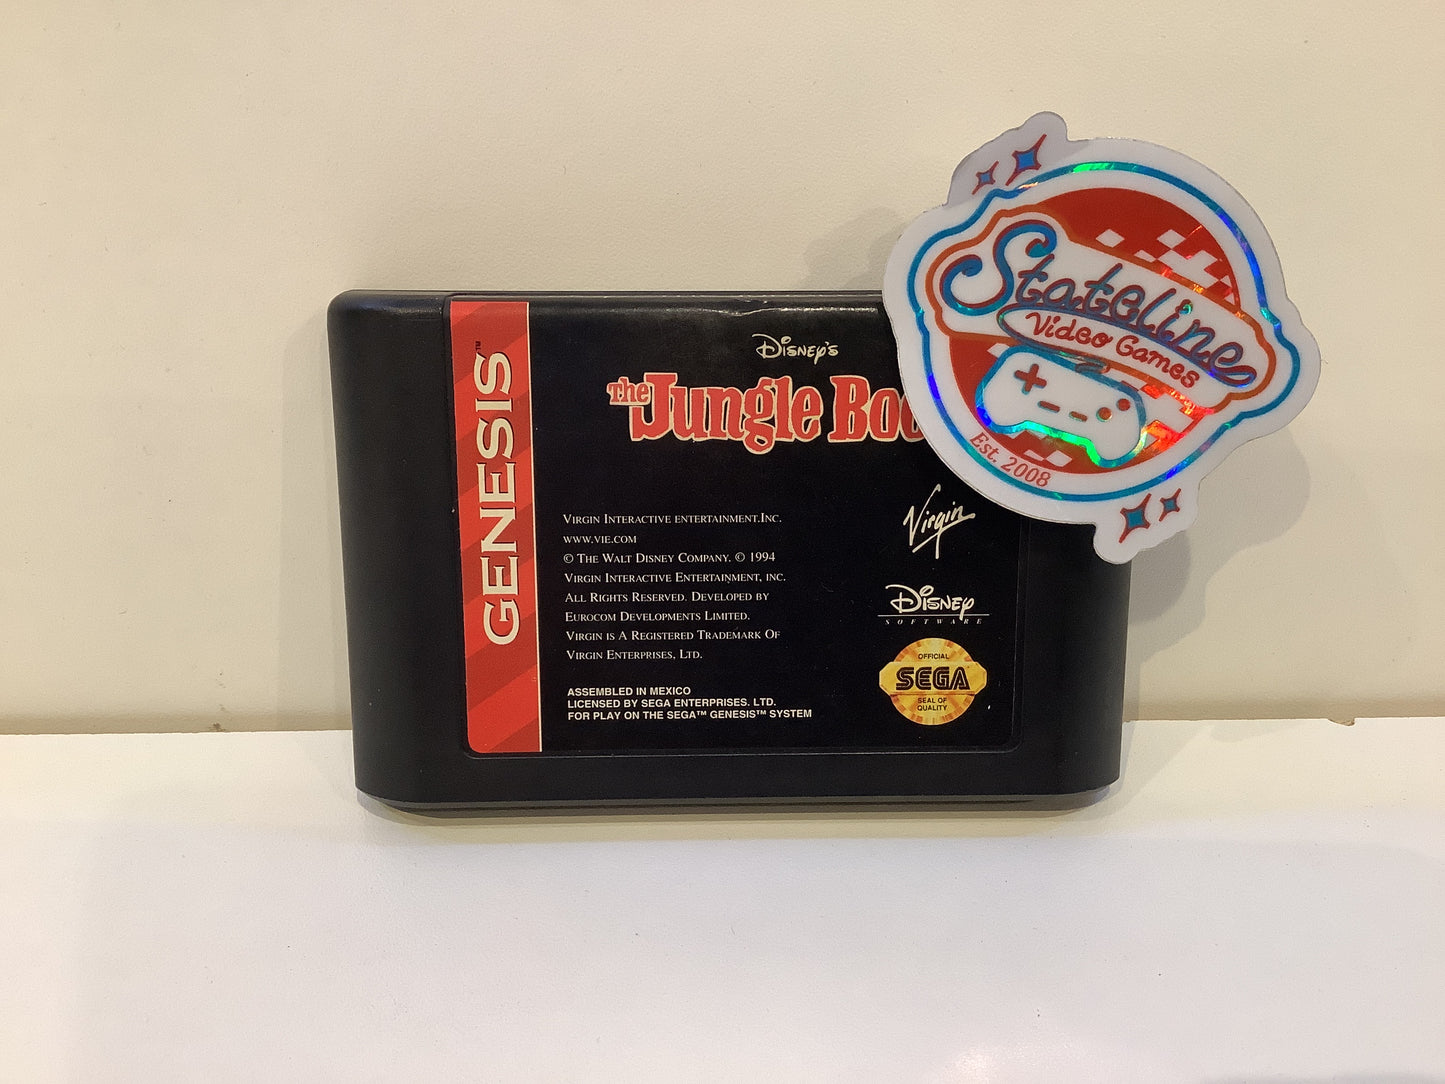 GENESIS™
Disney's
The Jungle Boo
Virgin Interactive entertainment,Inc.
www.vie.com
© The Walt Disney Company. © 1994
Virgin Interactive Entertainment, inc.
All Rights Reserved. Developed by
Eurocom Developments Limited.
Virgin is A Registered Trademark Of
Virgin Enterprises, Ltd.
ASSEMBLED IN MEXICO
LICENSED BY SEGA ENTERPRISES. LTD.
FOR PLAY ON THE SEGA™ GENESIS™ SYSTEM
Virgin
Disney
SOFTWARE
OFFICIAL
SEGA
SEAL OF
QUALITY
Stateline
Video Games
Est. 2008